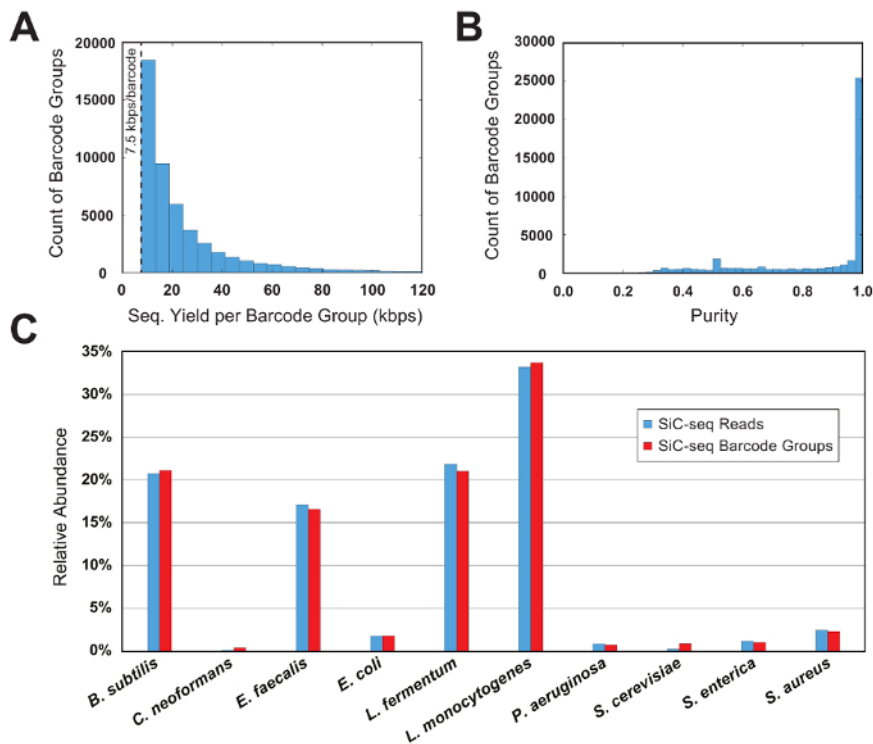 A
Count of Barcode Groups
20000
15000
10000
5000
0
7.5 kbps/barcode
0 20 40 60 80 100 120
Seq. Yield per Barcode Group (kbps)
B
Count of Barcode Groups
30000
25000
20000
15000
10000
5000
0
0.0 0.2 0.4 0.6 0.8 1.0
Purity
C
Relative Abundance
35%
30%
25%
20%
15%
10%
5%
0%
SiC-seq Reads
SiC-seq Barcode Groups
B. subtilis
C. neoformans
E. faecalis
E. coli
L. fermentum
L. monocytogenes
P. aeruginosa
S. cerevisiae
S. enterica
S. aureus